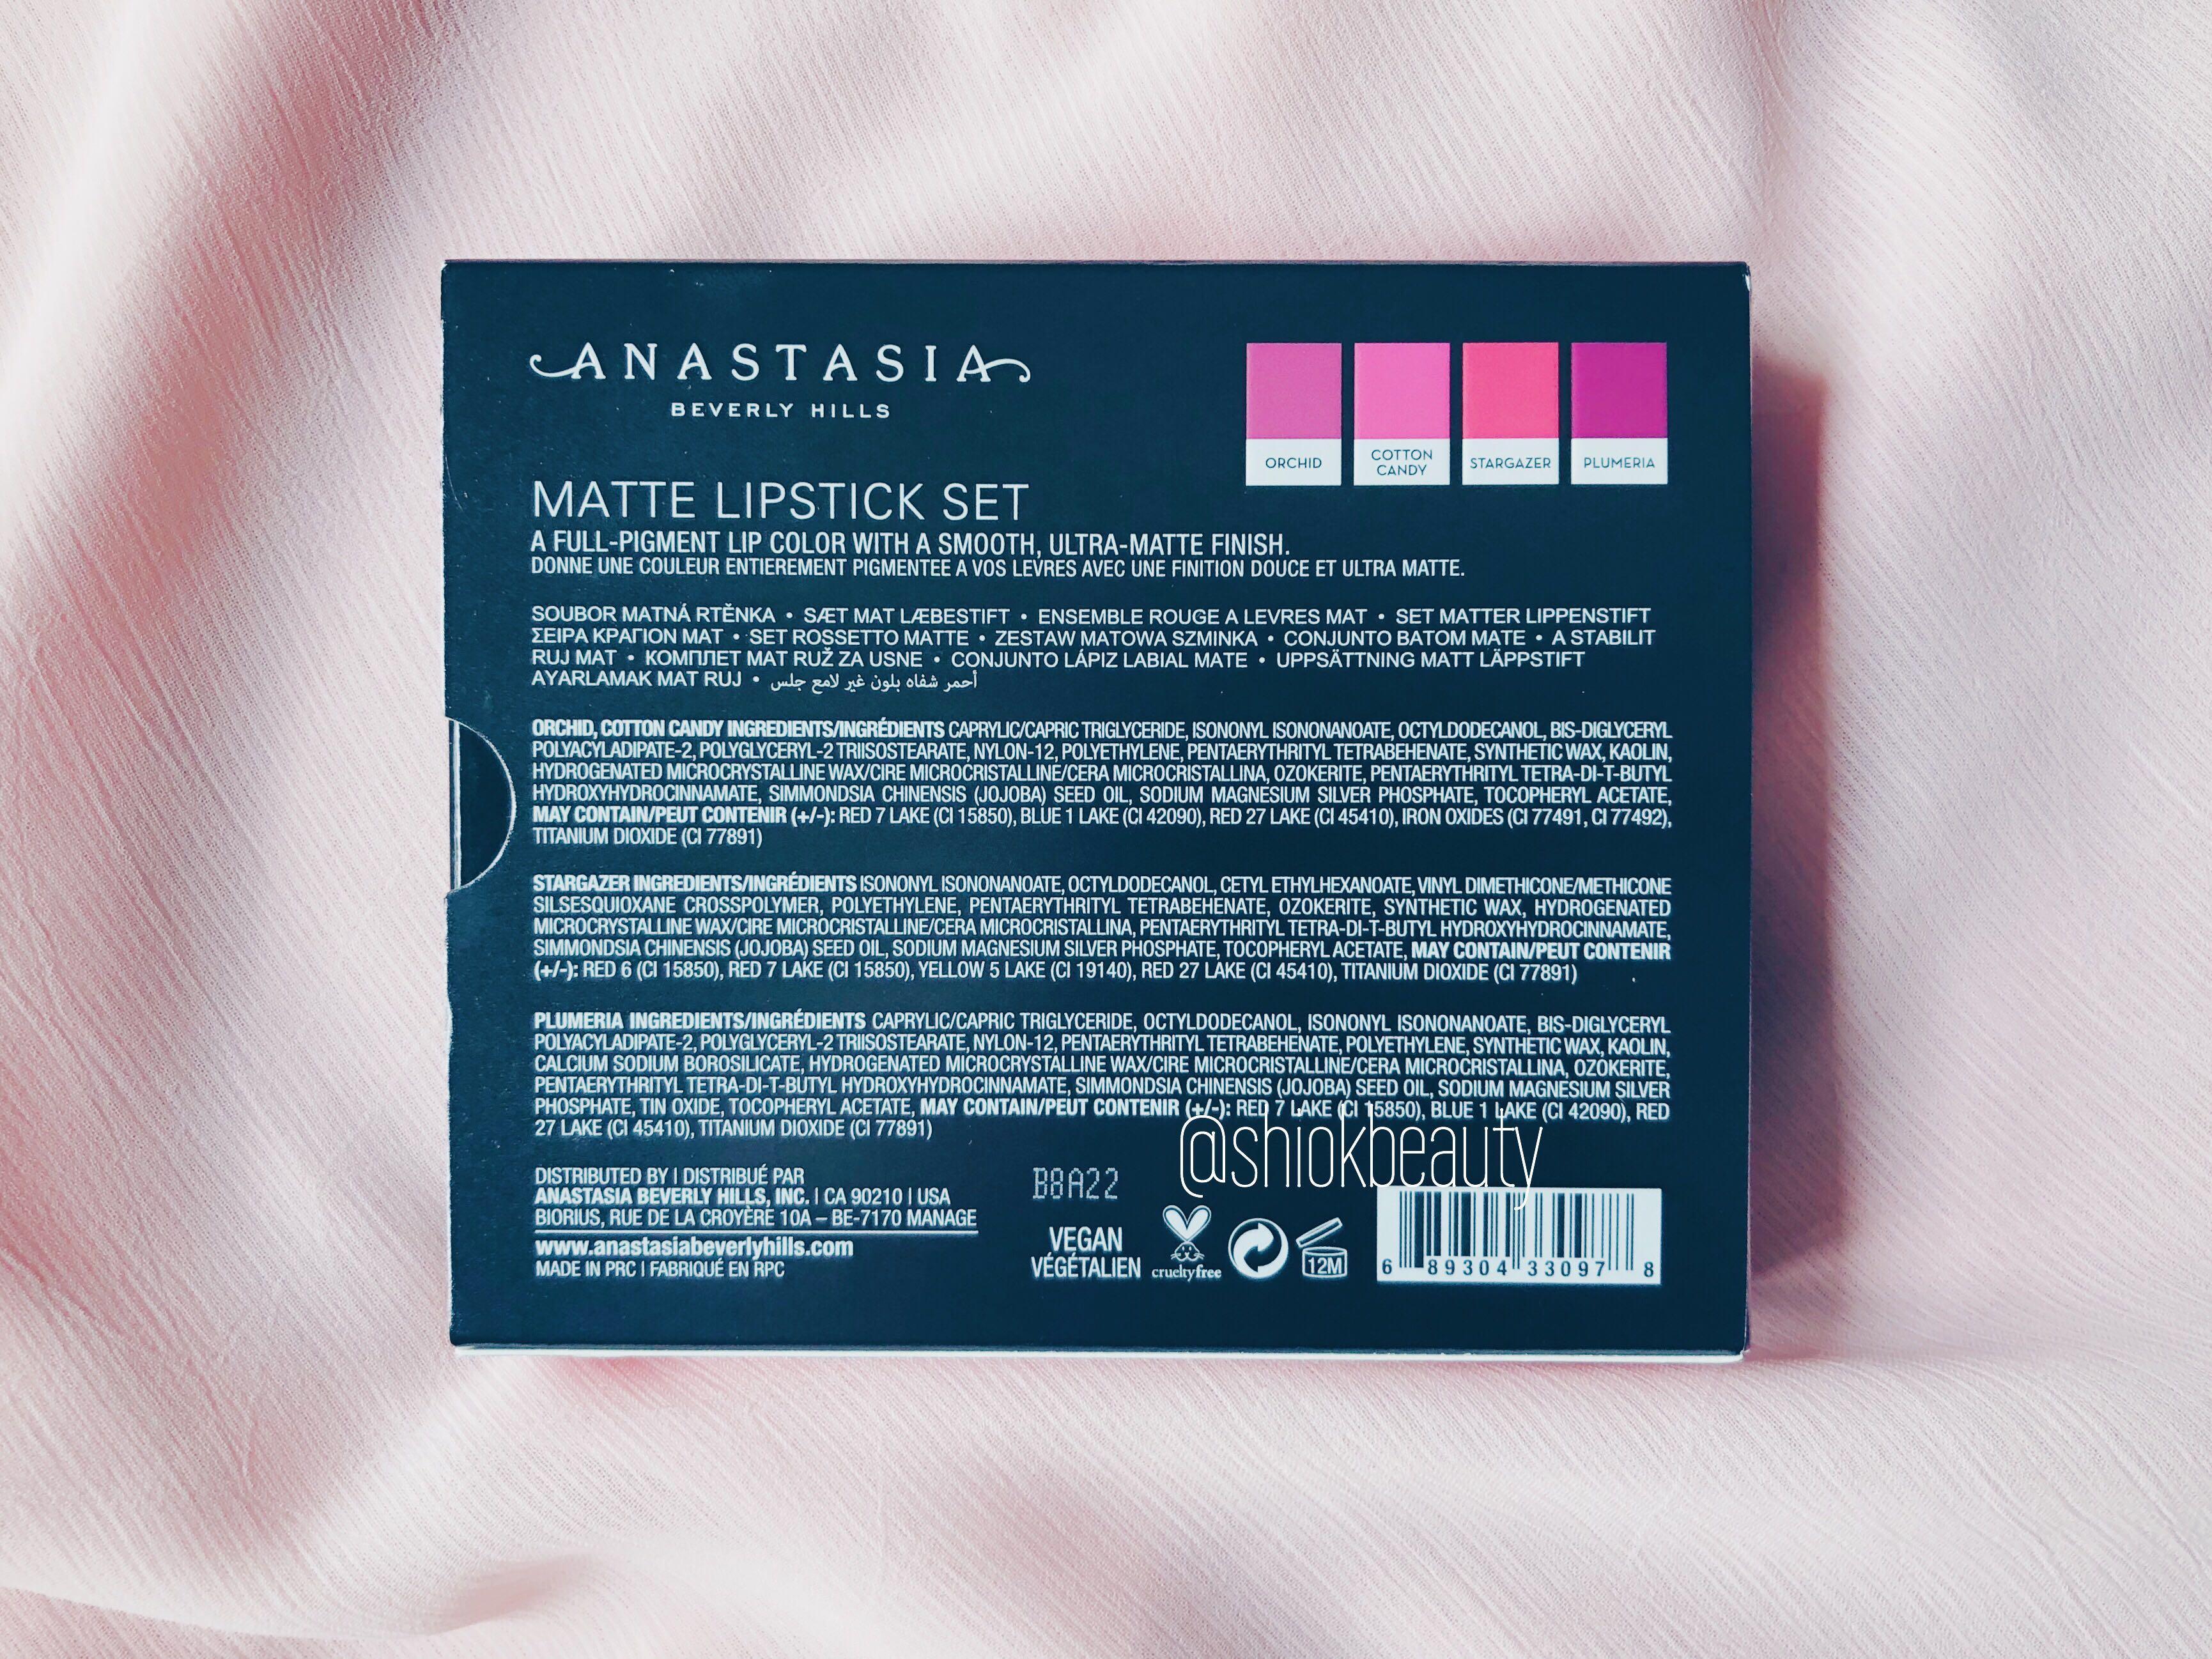 ANASTASIA
BEVERLY HILLS
ORCHID
COTTON
CANDY
STARGAZER
PLUMERIA
MATTE LIPSTICK SET
A FULL-PIGMENT LIP COLOR WITH A SMOOTH, ULTRA-MATTE FINISH.
DONNE UNE COULEUR ENTIEREMENT PIGMENTEE A VOS LEVRES AVEC UNE FINITION DOUCE ET ULTRA MATTE.
SOUBOR MATNÁ RTĚNKA • SÆT MAT LÆBESTIFT • ENSEMBLE ROUGE A LEVRES MAT • SET MATTER LIPPENSTIFT
ΣΕΙΡΑ ΚΡΑΓΙΟΝ ΜΑΤ • SET ROSSETTO MATTE • ZESTAW MATOWA SZMINKA • CONJUNTO BATOM MATE • A STABILIT
RUJ MAT • КОМПЛЕТ МАТ RUŽ ZA USNE • CONJUNTO LÁPIZ LABIAL MATE • UPPSÄTTNING MATT LÄPPSTIFT
AYARLAMAK MAT RUJ • أحمر شفاه بلون غير لامع جلس
ORCHID, COTTON CANDY INGREDIENTS/INGRÉDIENTS CAPRYLIC/CAPRIC TRIGLYCERIDE, ISONONYL ISONONANOATE, OCTYLDODECANOL, BIS-DIGLYCERYL
POLYACYLADIPATE-2, POLYGLYCERYL-2 TRIISOSTEARATE, NYLON-12, POLYETHYLENE, PENTAERYTHRITYL TETRABEHENATE, SYNTHETIC WAX, KAOLIN,
HYDROGENATED MICROCRYSTALLINE WAX/CIRE MICROCRISTALLINE/CERA MICROCRISTALLINA, OZOKERITE, PENTAERYTHRITYL TETRA-DI-T-BUTYL
HYDROXYHYDROCINNAMATE, SIMMONDSIA CHINENSIS (JOJOBA) SEED OIL, SODIUM MAGNESIUM SILVER PHOSPHATE, TOCOPHERYL ACETATE,
MAY CONTAIN/PEUT CONTENIR (+/-): RED 7 LAKE (CI 15850), BLUE 1 LAKE (CI 42090), RED 27 LAKE (CI 45410), IRON OXIDES (CI 77491, CI 77492),
TITANIUM DIOXIDE (CI 77891)
STARGAZER INGREDIENTS/INGRÉDIENTS ISONONYL ISONONANOATE, OCTYLDODECANOL, CETYL ETHYLHEXANOATE, VINYL DIMETHICONE/METHICONE
SILSESQUIOXANE CROSSPOLYMER, POLYETHYLENE, PENTAERYTHRITYL TETRABEHENATE, OZOKERITE, SYNTHETIC WAX, HYDROGENATED
MICROCRYSTALLINE WAX/CIRE MICROCRISTALLINE/CERA MICROCRISTALLINA, PENTAERYTHRITYL TETRA-DI-T-BUTYL HYDROXYHYDROCINNAMATE,
SIMMONDSIA CHINENSIS (JOJOBA) SEED OIL, SODIUM MAGNESIUM SILVER PHOSPHATE, TOCOPHERYL ACETATE, MAY CONTAIN/PEUT CONTENIR
(+/-): RED 6 (CI 15850), RED 7 LAKE (CI 15850), YELLOW 5 LAKE (CI 19140), RED 27 LAKE (CI 45410), TITANIUM DIOXIDE (CI 77891)
PLUMERIA INGREDIENTS/INGRÉDIENTS CAPRYLIC/CAPRIC TRIGLYCERIDE, OCTYLDODECANOL, ISONONYL ISONONANOATE, BIS-DIGLYCERYL
POLYACYLADIPATE-2, POLYGLYCERYL-2 TRIISOSTEARATE, NYLON-12, PENTAERYTHRITYL TETRABEHENATE, POLYETHYLENE, SYNTHETIC WAX, KAOLIN,
CALCIUM SODIUM BOROSILICATE, HYDROGENATED MICROCRYSTALLINE WAX/CIRE MICROCRISTALLINE/CERA MICROCRISTALLINA, OZOKERITE,
PENTAERYTHRITYL TETRA-DI-T-BUTYL HYDROXYHYDROCINNAMATE, SIMMONDSIA CHINENSIS (JOJOBA) SEED OIL, SODIUM MAGNESIUM SILVER
PHOSPHATE, TIN OXIDE, TOCOPHERYL ACETATE, MAY CONTAIN/PEUT CONTENIR (+/-): RED 7 LAKE (CI 15850), BLUE 1 LAKE (CI 42090), RED
27 LAKE (CI 45410), TITANIUM DIOXIDE (CI 77891)
@shiokbeauty
DISTRIBUTED BY | DISTRIBUÉ PAR
ANASTASIA BEVERLY HILLS, INC. | CA 90210 | USA
BIORIUS, RUE DE LA CROYÈRE 10A – BE-7170 MANAGE
www.anastasiabeverlyhills.com
MADE IN PRC | FABRIQUÉ EN RPC
B8A22
VEGAN
VÉGÉTALIEN
crueltyfree
12M
6 89304 33097 8